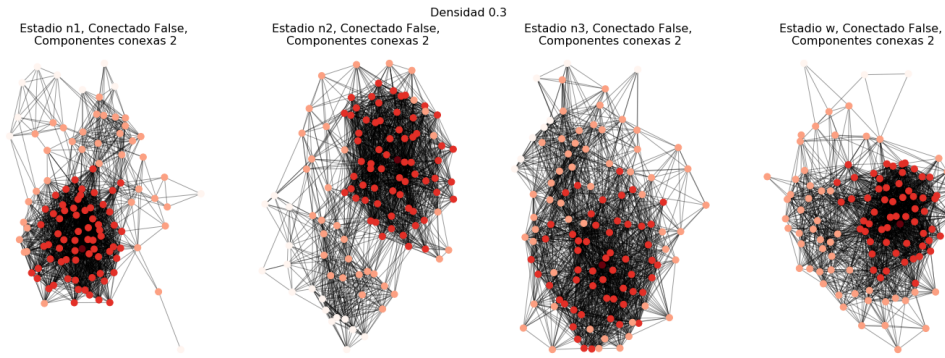 Densidad 0.3
Estadio n1, Conectado False,
Componentes conexas 2
Estadio n2, Conectado False,
Componentes conexas 2
Estadio n3, Conectado False,
Componentes conexas 2
Estadio w, Conectado False,
Componentes conexas 2